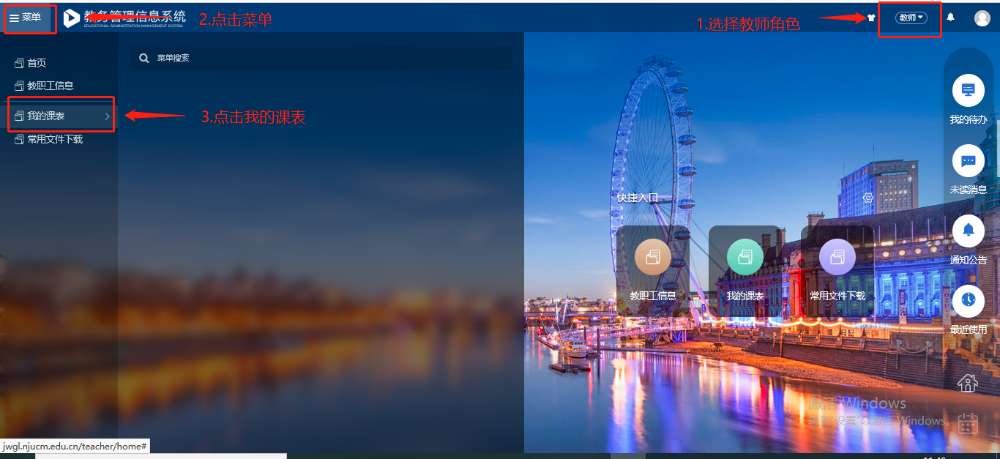 菜单
教务管理信息系统
EDUCATIONAL ADMINISTRATION MANAGEMENT SYSTEM
2.点击菜单
1.选择教师角色
教师
首页
菜单搜索
教职工信息
我的课表
3.点击我的课表
常用文件下载
我的待办
未读消息
快捷入口
通知公告
教职工信息
我的课表
常用文件下载
最近使用
激活 Windows
转到"设置"以激活 Windows。
jwgl.njucm.edu.cn/teacher/home#